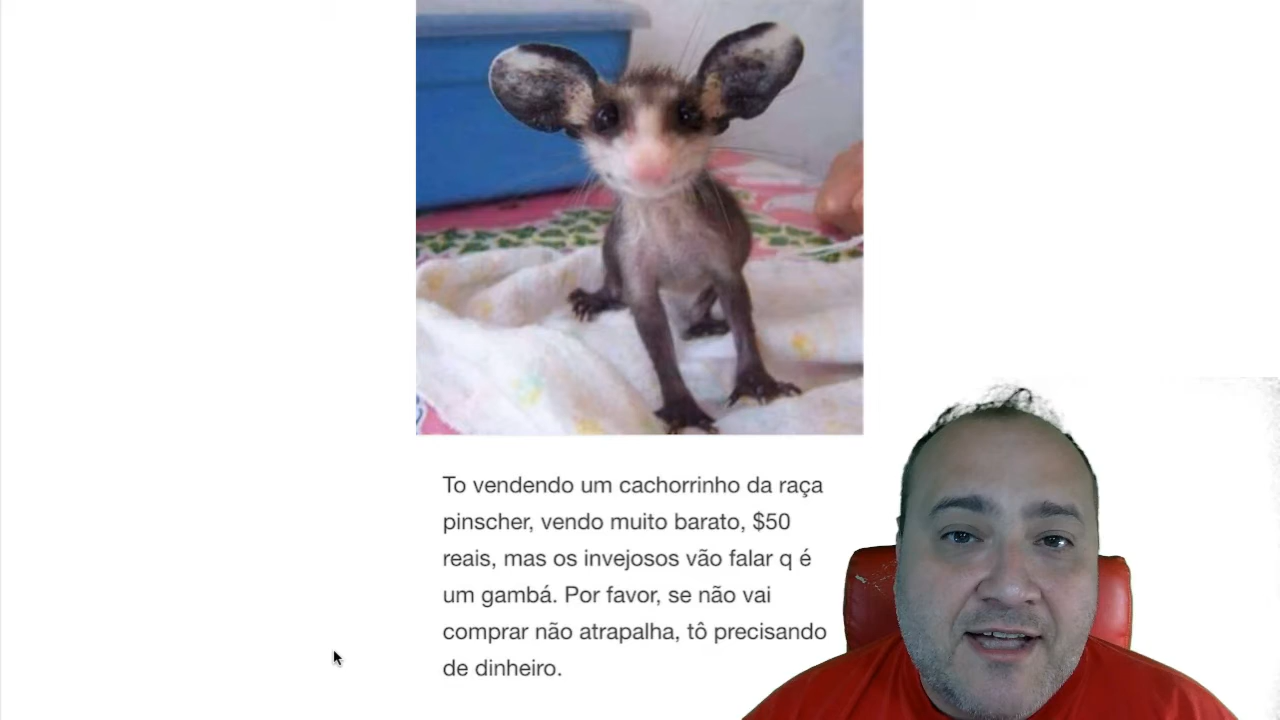 To vendendo um cachorrinho da raça
pinscher, vendo muito barato, $50
reais, mas os invejosos vão falar q é
um gambá. Por favor, se não vai
comprar não atrapalha, tô precisando
de dinheiro.